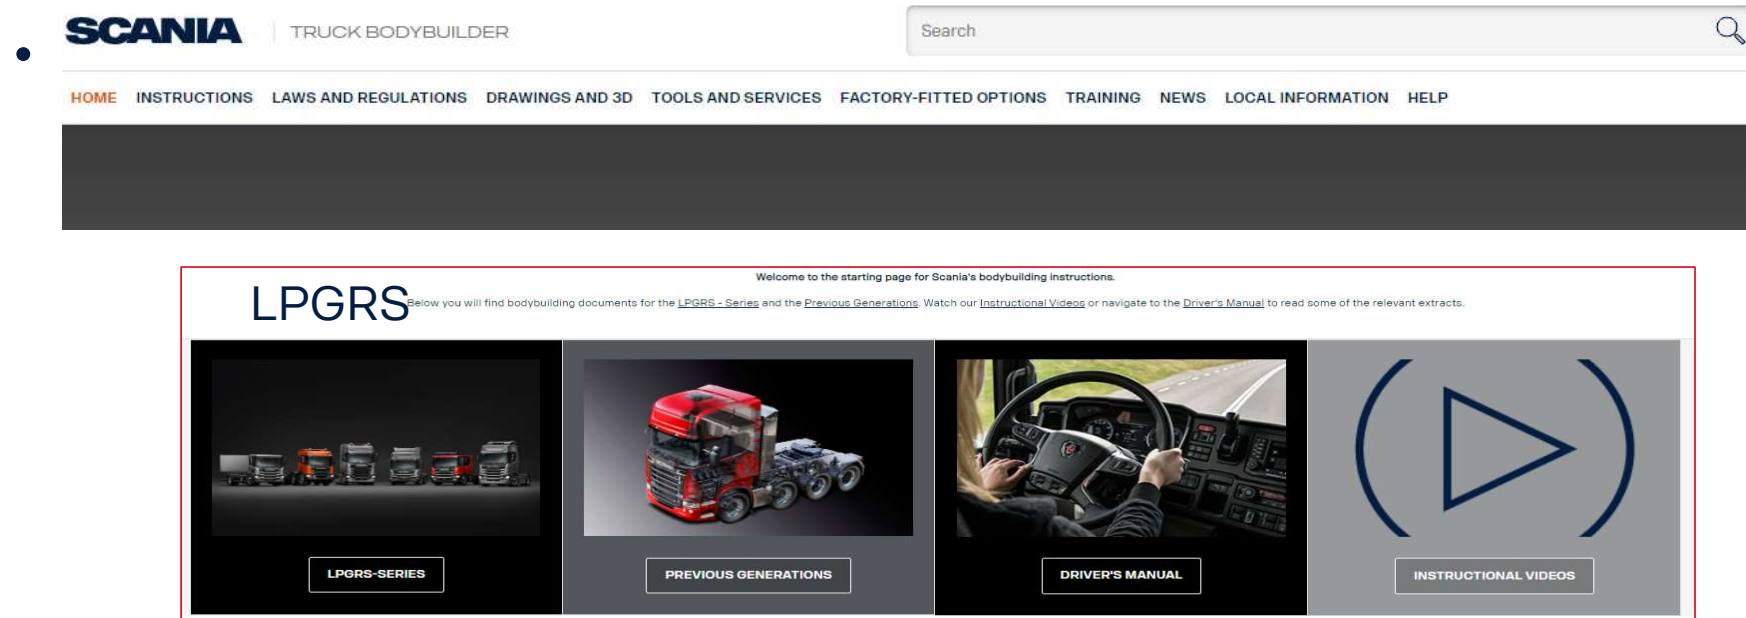 SCANIA TRUCK BODYBUILDER Search
•
HOME INSTRUCTIONS LAWS AND REGULATIONS DRAWINGS AND 3D TOOLS AND SERVICES FACTORY-FITTED OPTIONS TRAINING NEWS LOCAL INFORMATION HELP
Welcome to the starting page for Scania's bodybuilding instructions.
LPGRS
Below you will find bodybuilding documents for the LPGRS - Series and the Previous Generations. Watch our Instructional Videos or navigate to the Driver's Manual to read some of the relevant extracts.
LPGRS-SERIES PREVIOUS GENERATIONS DRIVER'S MANUAL INSTRUCTIONAL VIDEOS